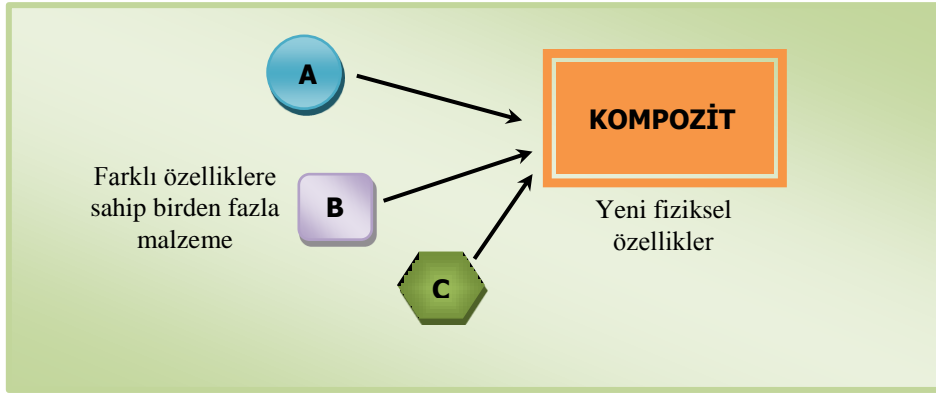 A
KOMPOZİT
Farklı özelliklere
sahip birden fazla
malzeme
B
Yeni fiziksel
özellikler
C